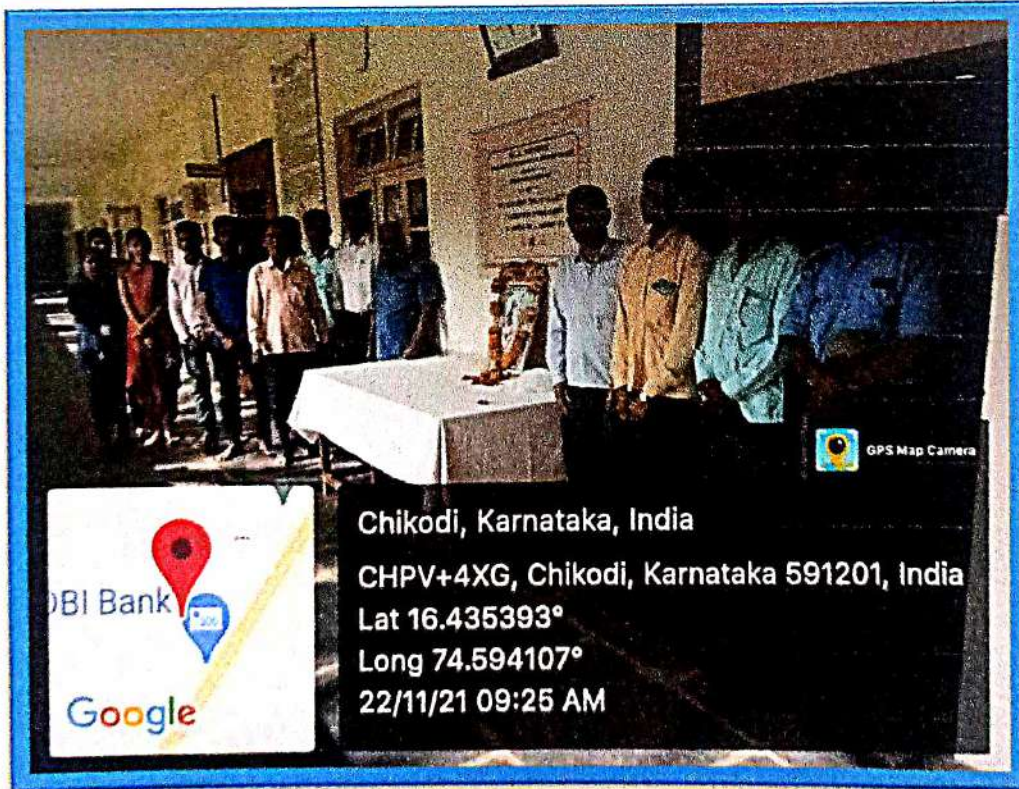 GPS Map Camera
DBI Bank
Google
Chikodi, Karnataka, India
CHPV+4XG, Chikodi, Karnataka 591201, India
Lat 16.435393°
Long 74.594107°
22/11/21 09:25 AM